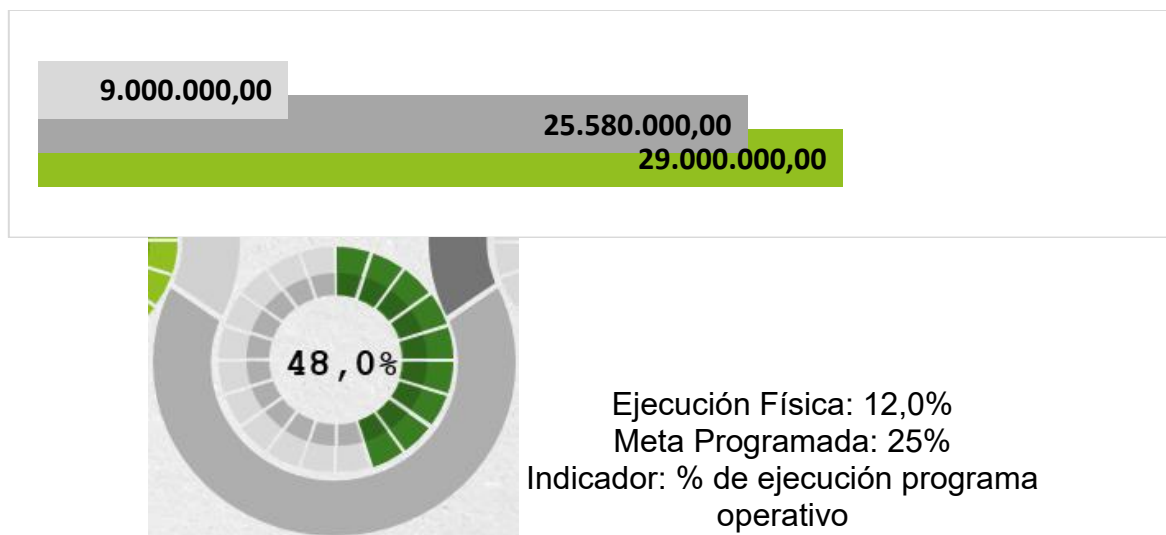 9.000.000,00
25.580.000,00
29.000.000,00
48,0%
Ejecución Física: 12,0%
Meta Programada: 25%
Indicador: % de ejecución programa
operativo